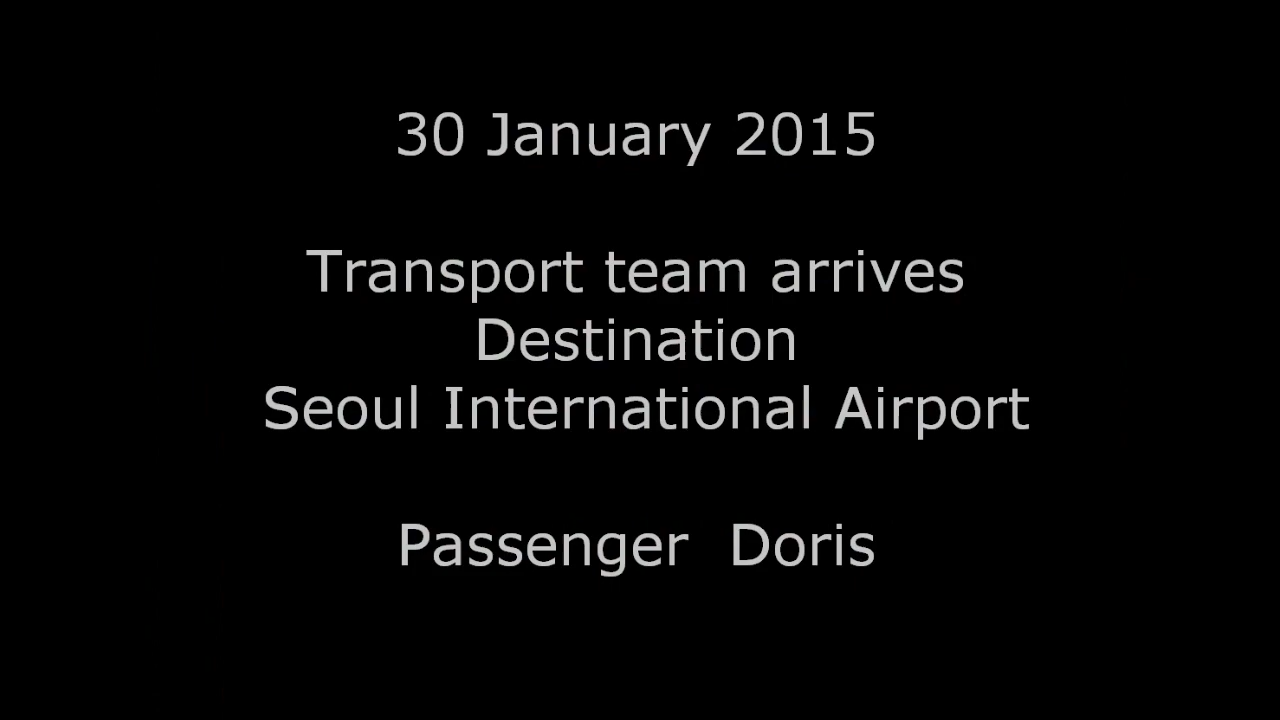 30 January 2015
Transport team arrives
Destination
Seoul International Airport
Passenger  Doris